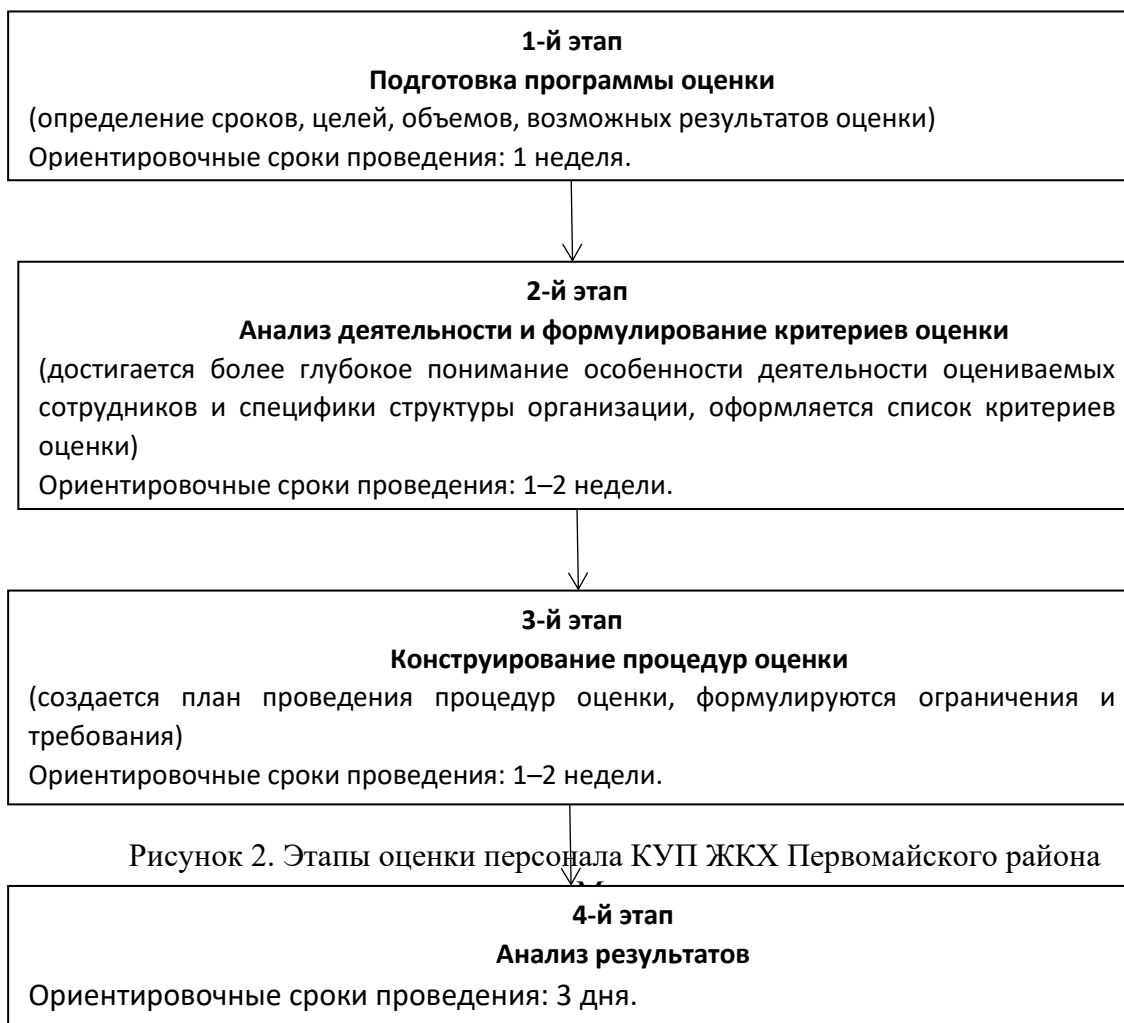 1-й этап
Подготовка программы оценки
(определение сроков, целей, объемов, возможных результатов оценки)
Ориентировочные сроки проведения: 1 неделя.
2-й этап
Анализ деятельности и формулирование критериев оценки
(достигается более глубокое понимание особенности деятельности оцениваемых
сотрудников и специфики структуры организации, оформляется список критериев
оценки)
Ориентировочные сроки проведения: 1–2 недели.
3-й этап
Конструирование процедур оценки
(создается план проведения процедур оценки, формулируются ограничения и
требования)
Ориентировочные сроки проведения: 1–2 недели.
Рисунок 2. Этапы оценки персонала КУП ЖКХ Первомайского района
4-й этап
Анализ результатов
Ориентировочные сроки проведения: 3 дня.